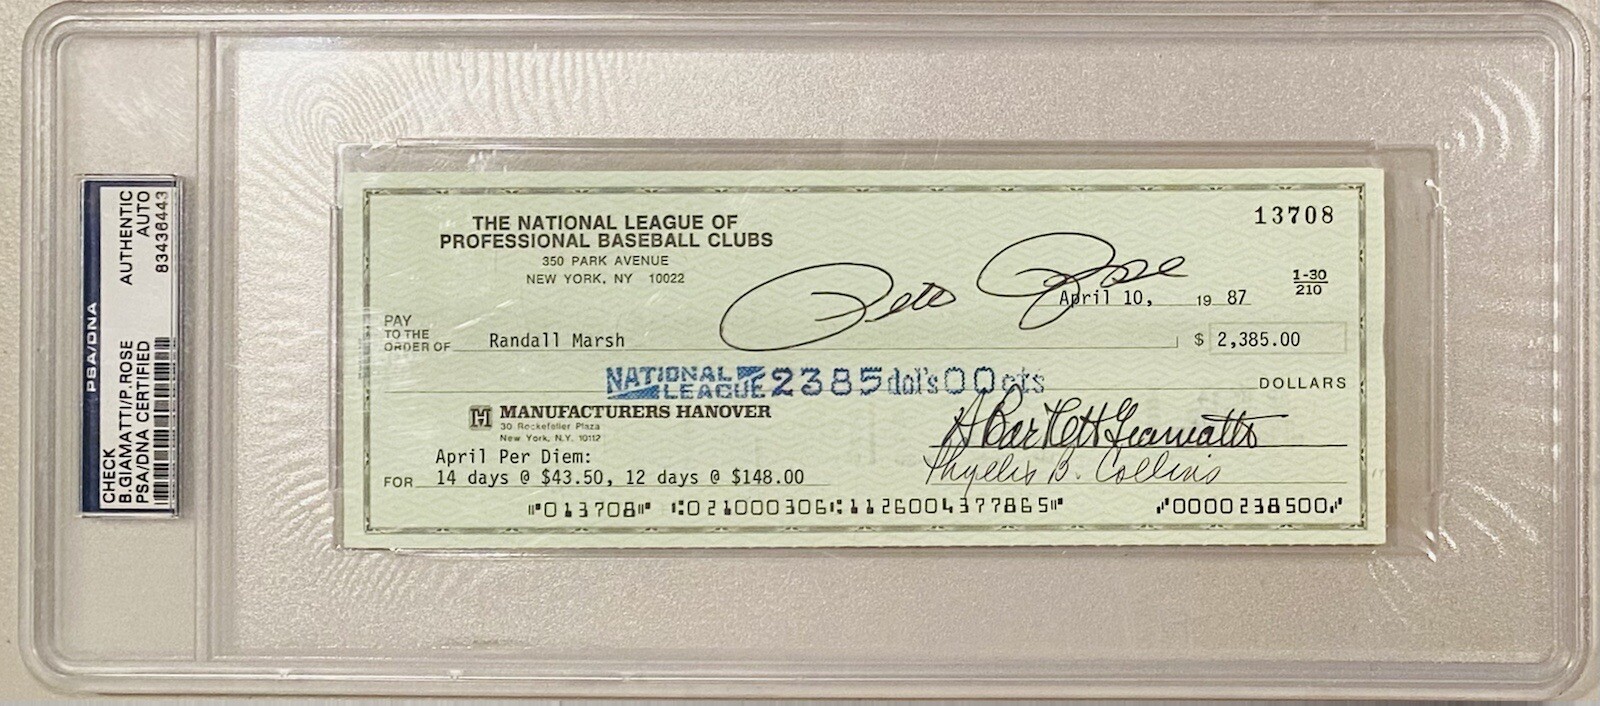 PSA/DNA
CHECK
B.GIAMATTI/P.ROSE
PSA/DNA CERTIFIED
AUTHENTIC
AUTO
83436443
THE NATIONAL LEAGUE OF
PROFESSIONAL BASEBALL CLUBS
350 PARK AVENUE
NEW YORK, NY 10022
13708
Pete Rose
April 10, 19 87
1-30
210
PAY
TO THE
ORDER OF Randall Marsh $ 2,385.00
NATIONAL LEAGUE 2385 dol's 00 cts DOLLARS
MANUFACTURERS HANOVER
30 Rockefeller Plaza
New York, N.Y. 10112
A Bartlett Giamatti
April Per Diem:
FOR 14 days @ $43.50, 12 days @ $148.00
Phyllis B. Collins
⑈013708⑈ ⑆021000306⑆112600437786 5⑈ ⑇0000238500⑇